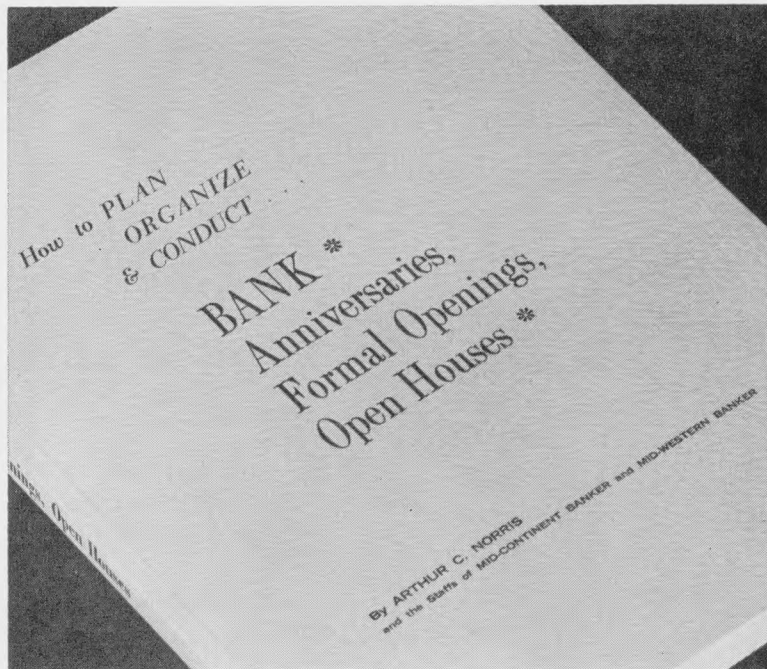 How to PLAN
ORGANIZE
& CONDUCT . . .
BANK *
Anniversaries,
Formal Openings,
Open Houses *
By ARTHUR C. NORRIS
and the Staffs of MID-CONTINENT BANKER and MID-WESTERN BANKER
Open Houses